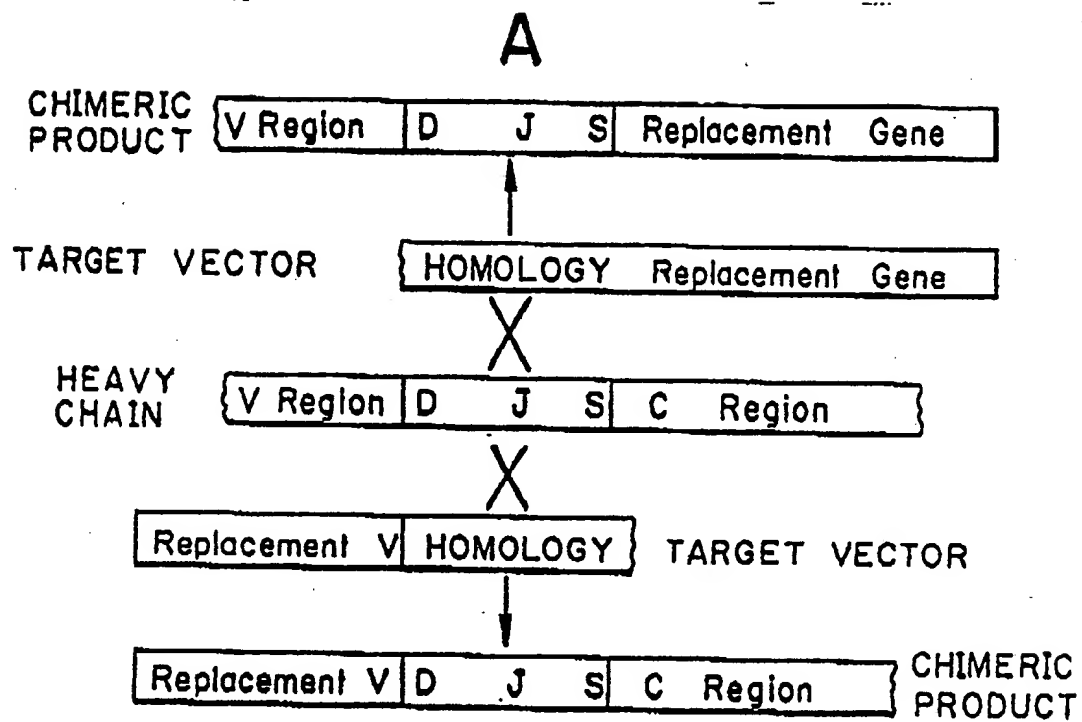 A
CHIMERIC
PRODUCT
V Region D J S Replacement Gene
TARGET VECTOR
HOMOLOGY Replacement Gene
HEAVY
CHAIN
V Region D J S C Region
Replacement V HOMOLOGY
TARGET VECTOR
Replacement V D J S C Region
CHIMERIC
PRODUCT